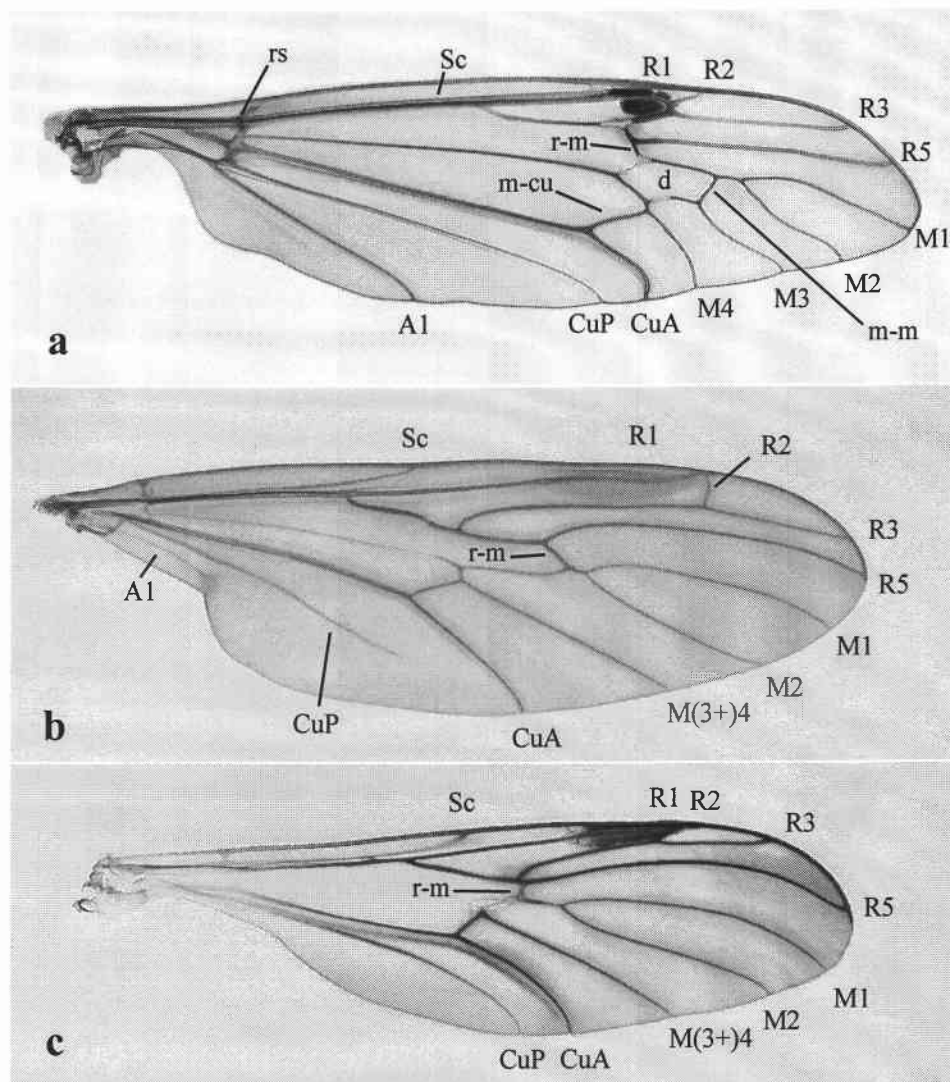 rs Sc R1 R2
R3
r-m R5
m-cu d
M1
M2
A1 CuP CuA M4 M3
m-m
a
Sc R1 R2
R3
r-m
R5
A1
M1
M2
CuP M(3+)4
b CuA
Sc R1 R2 R3
r-m
R5
M1
M2
M(3+)4
c CuP CuA